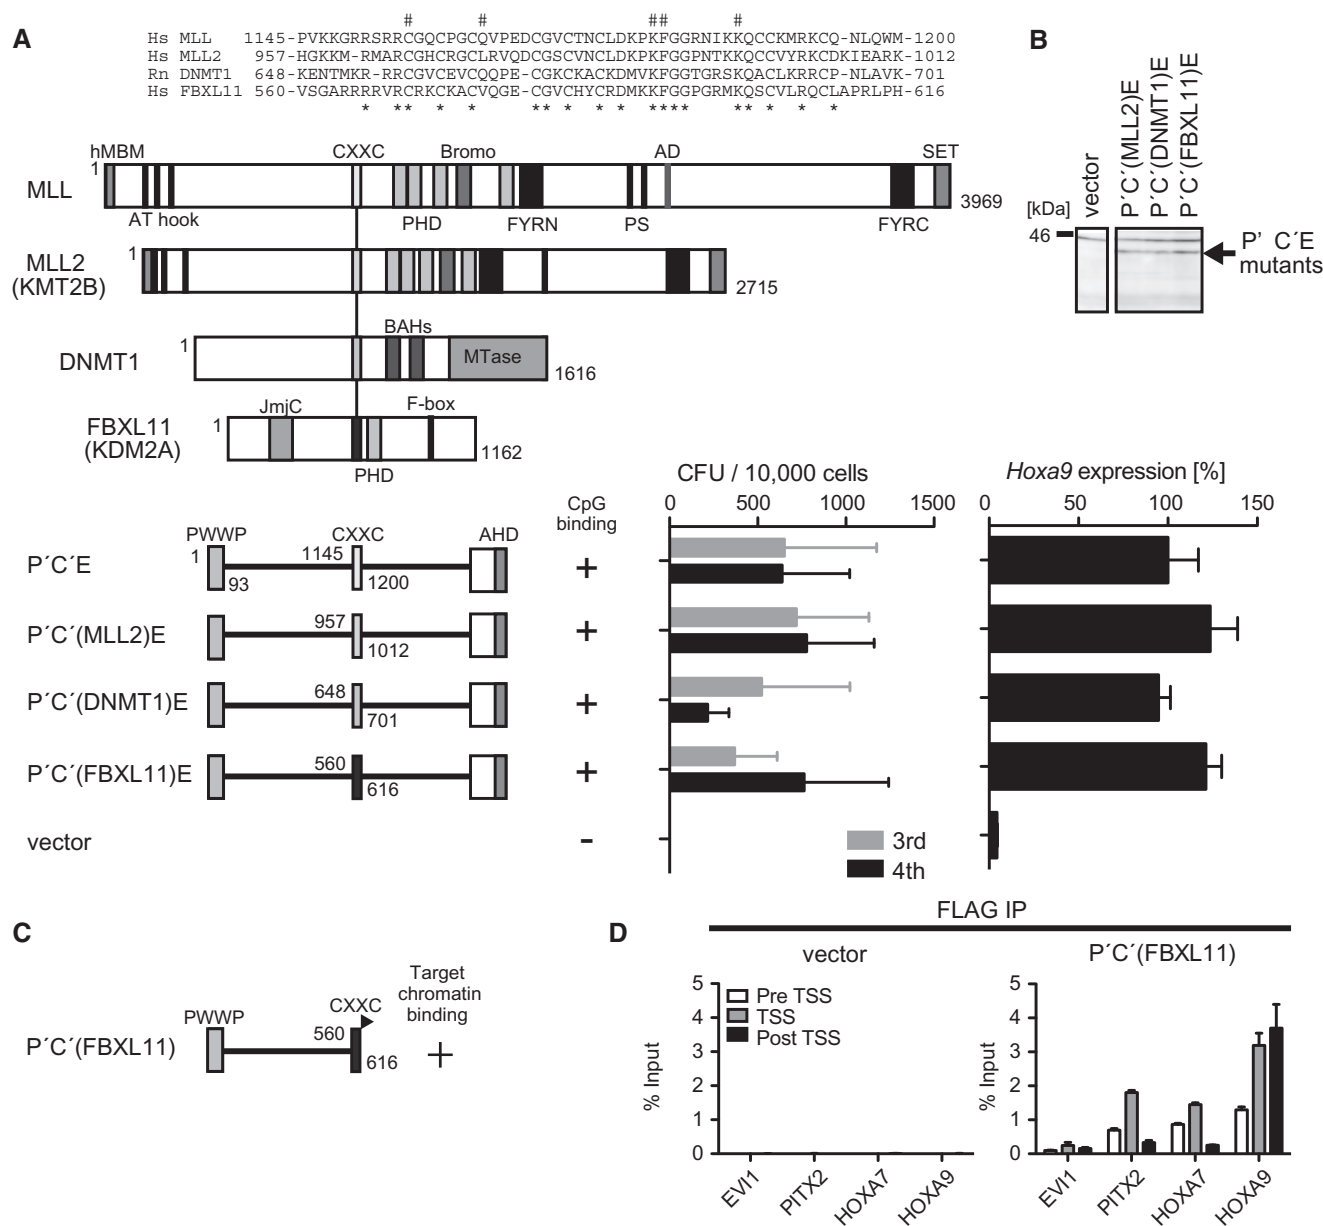 A
# # ## #
Hs MLL 1145-PVKKGRRSRRCGQCPGCQVPEDCGVCTNCLDKPKFGGRNIKKQCCKMRKCQ-NLQWM-1200
Hs MLL2 957-HGKKM-RMARCGHCRGCLRVQDCGSCVNCLDKPKFGGPNTKKQCCVYRKCDKIEARK-1012
Rn DNMT1 648-KENTMKR-RRCGVCEVCQQPE-CGKCKACKDMVKFGGTGRSKQACLKRRCP-NLAVK-701
Hs FBXL11 560-VSGARRRRVRCRKCKACVQGE-CGVCHYCRDMKKFGGPGRMKQSCVLRQCLAPRLPH-616
* ** * * ** * * * **** ** * * *
hMBM CXXC Bromo AD SET
1
MLL
3969
AT hook PHD FYRN PS FYRC
1
MLL2
(KMT2B)
2715
BAHs
1
DNMT1
MTase
1616
JmjC F-box
1
FBXL11
(KDM2A)
1162
PHD
B
vector
P´C´(MLL2)E
P´C´(DNMT1)E
P´C´(FBXL11)E
[kDa]
46
P' C´E
mutants
CpG
binding
CFU / 10,000 cells
0 500 1000 1500
Hoxa9 expression [%]
0 50 100 150
PWWP CXXC AHD
P´C´E
1 93 1145 1200
+
P´C´(MLL2)E
957 1012
+
P´C´(DNMT1)E
648 701
+
P´C´(FBXL11)E
560 616
+
vector
-
3rd
4th
C
Target
chromatin
binding
PWWP CXXC
P´C´(FBXL11)
560 616
+
D
FLAG IP
vector
% Input
5
4
3
2
1
0
Pre TSS
TSS
Post TSS
EVI1 PITX2 HOXA7 HOXA9
P´C´(FBXL11)
% Input
5
4
3
2
1
0
EVI1 PITX2 HOXA7 HOXA9